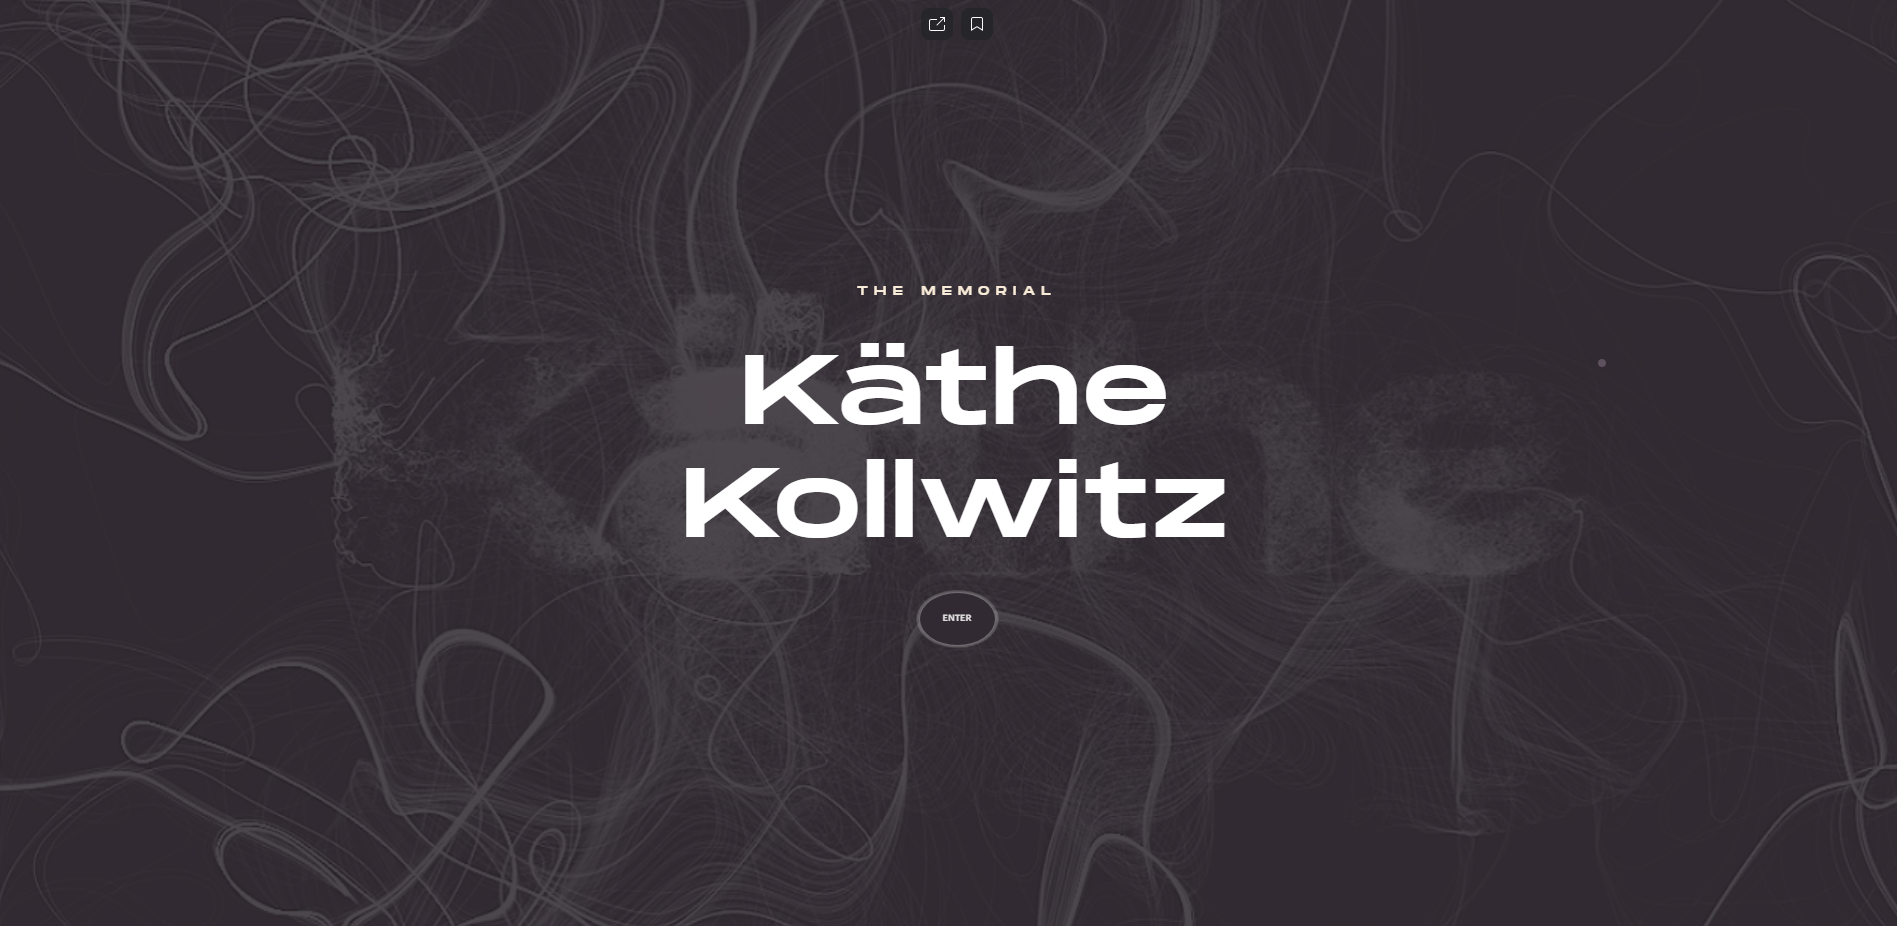 THE MEMORIAL
Käthe
Kollwitz
ENTER